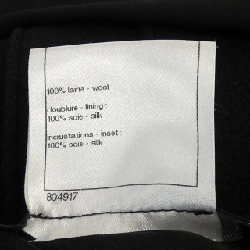 100% laine - wool
doublure - lining :
100% soie - silk
incrustations - inset :
100% soie - silk
804917